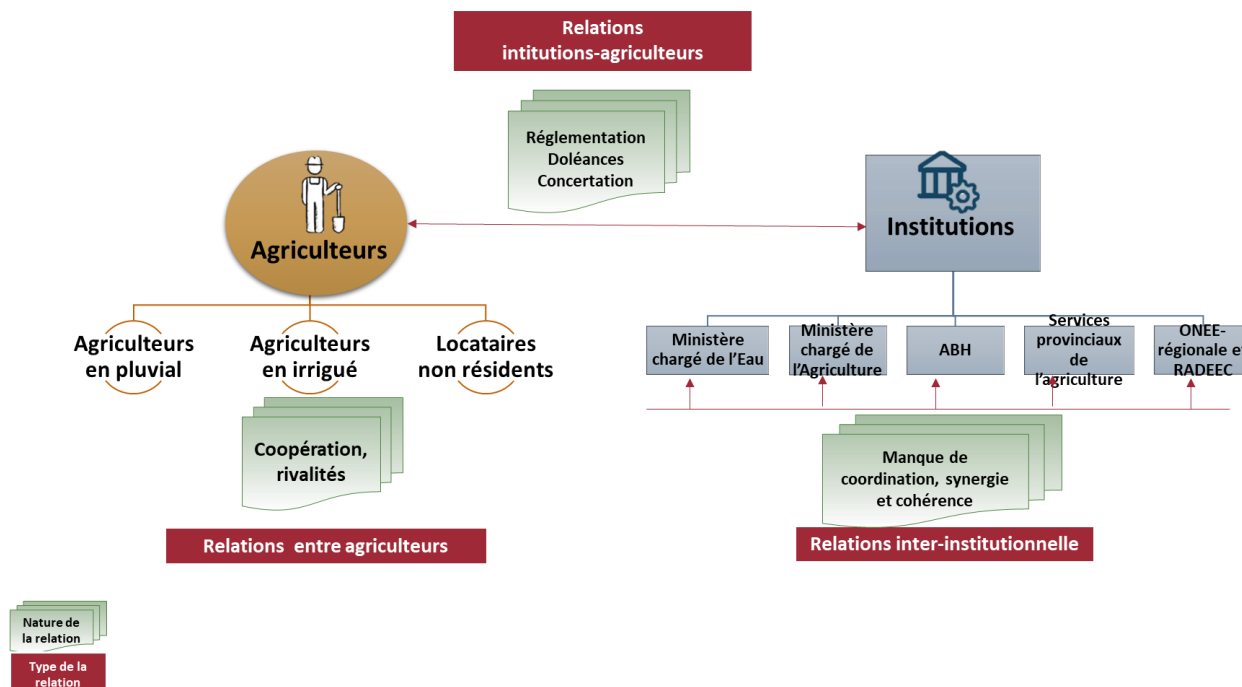 Relations
intitutions-agriculteurs
Réglementation
Doléances
Concertation
Agriculteurs
Institutions
Agriculteurs
en pluvial
Agriculteurs
en irrigué
Locataires
non résidents
Ministère
chargé de l’Eau
Ministère
chargé de
l’Agriculture
ABH
Services
provinciaux
de
l’agriculture
ONEE-
régionale et
RADEEC
Coopération,
rivalités
Manque de
coordination, synergie
et cohérence
Relations entre agriculteurs
Relations inter-institutionnelle
Nature de
la relation
Type de la
relation